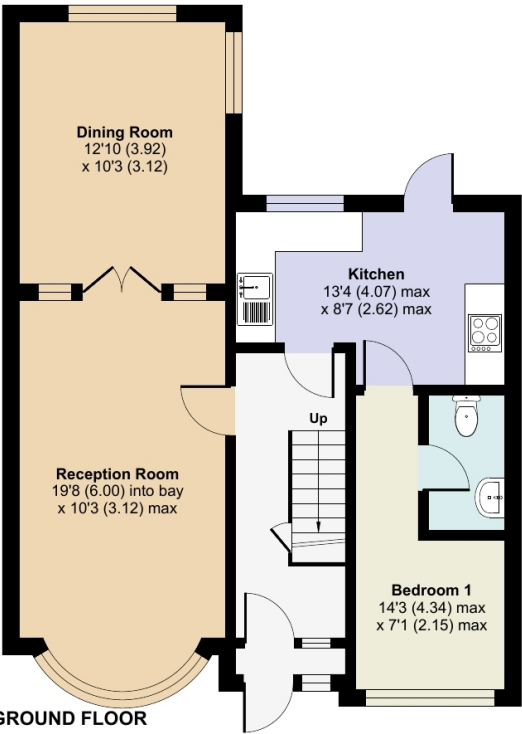 Dining Room
12'10 (3.92)
x 10'3 (3.12)
Kitchen
13'4 (4.07) max
x 8'7 (2.62) max
Up
Reception Room
19'8 (6.00) into bay
x 10'3 (3.12) max
Bedroom 1
14'3 (4.34) max
x 7'1 (2.15) max
GROUND FLOOR